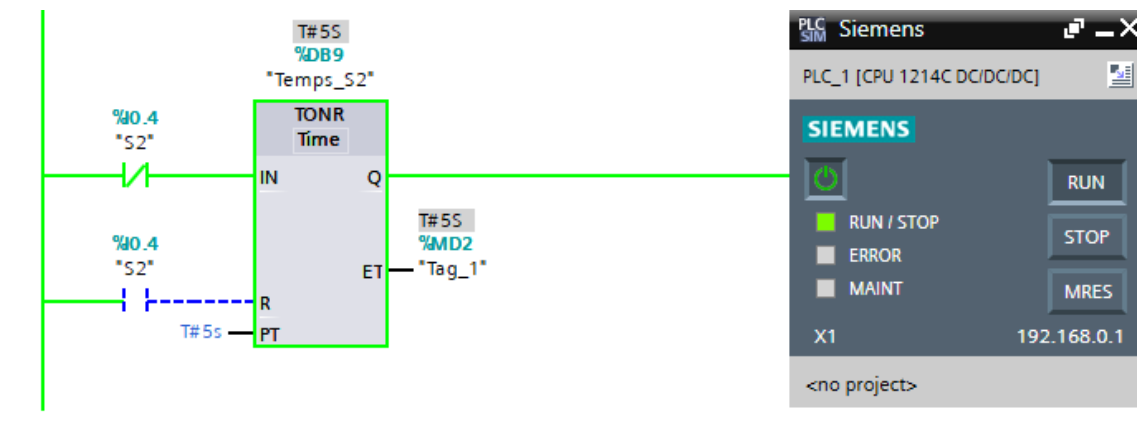 T#5S
%DB9
"Temps_S2"
TONR
Time
%I0.4
"S2"
IN
Q
T#5S
%MD2
"Tag_1"
ET
%I0.4
"S2"
R
T#5s
PT
PLC SIM
Siemens
PLC_1 [CPU 1214C DC/DC/DC]
SIEMENS
RUN
RUN / STOP
STOP
ERROR
MAINT
MRES
X1
192.168.0.1
<no project>